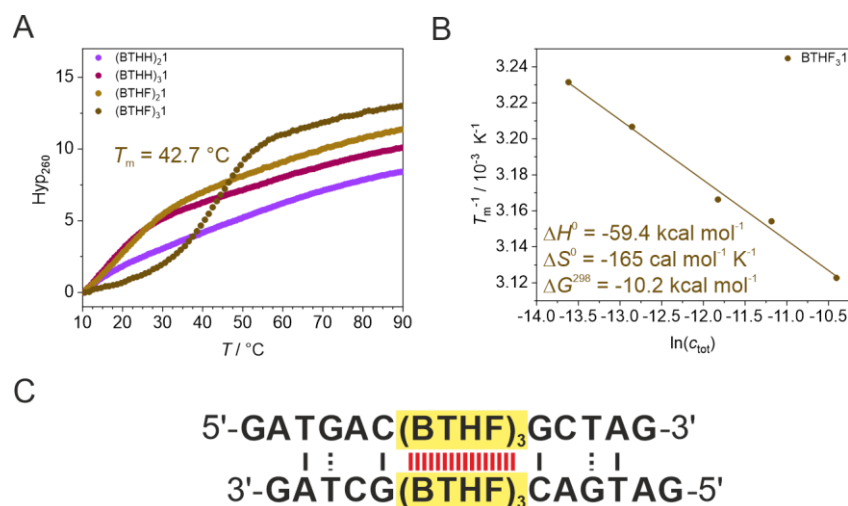 A
(BTHH)₂1
(BTHH)₃1
(BTHF)₂1
(BTHF)₃1
Tₘ = 42.7 °C
Hyp₂₆₀
15
10
5
0
10 20 30 40 50 60 70 80 90
T / °C
B
BTHF₃1
Tₘ⁻¹ / 10⁻³ K⁻¹
3.24
3.22
3.20
3.18
3.16
3.14
3.12
ΔH⁰ = -59.4 kcal mol⁻¹
ΔS⁰ = -165 cal mol⁻¹ K⁻¹
ΔG²⁹⁸ = -10.2 kcal mol⁻¹
-14.0 -13.5 -13.0 -12.5 -12.0 -11.5 -11.0 -10.5
ln(cₜₒₜ)
C
5'-GATGAC(BTHF)₃GCTAG-3'
3'-GATCG(BTHF)₃CAGTAG-5'